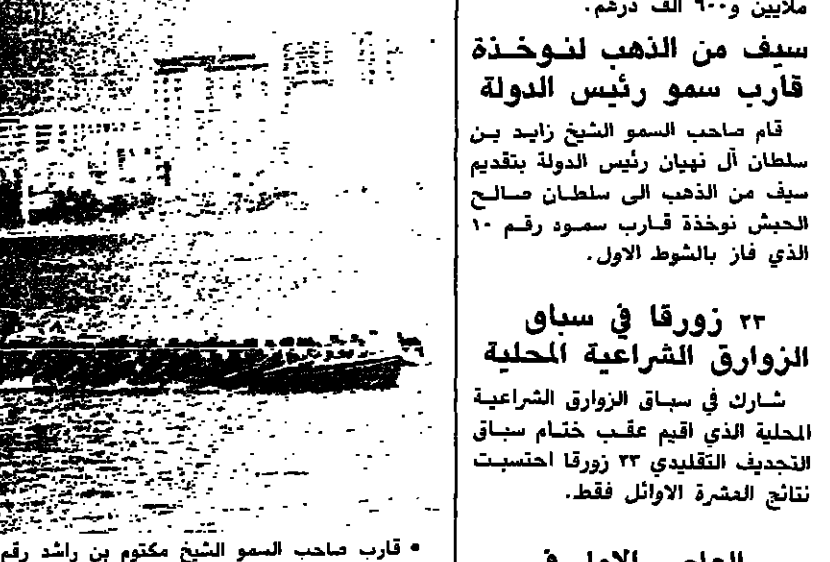 ملايين و٦٠٠ الف درهم.
سيف من الذهب لنوخذة
قارب سمو رئيس الدولة
قام صاحب السمو الشيخ زايد بن
سلطان آل نهيان رئيس الدولة بتقديم
سيف من الذهب الى سلطان صالح
الحبش نوخذة قارب سمود رقم ١٠
الذي فاز بالشوط الاول.
٢٣ زورقا في سباق
الزوارق الشراعية المحلية
شارك في سباق الزوارق الشراعية
المحلية الذي اقيم عقب ختام سباق
التجديف التقليدي ٢٣ زورقا احتسبت
نتائج العشرة الاوائل فقط.
• قارب صاحب السمو الشيخ مكتوم بن راشد رقم